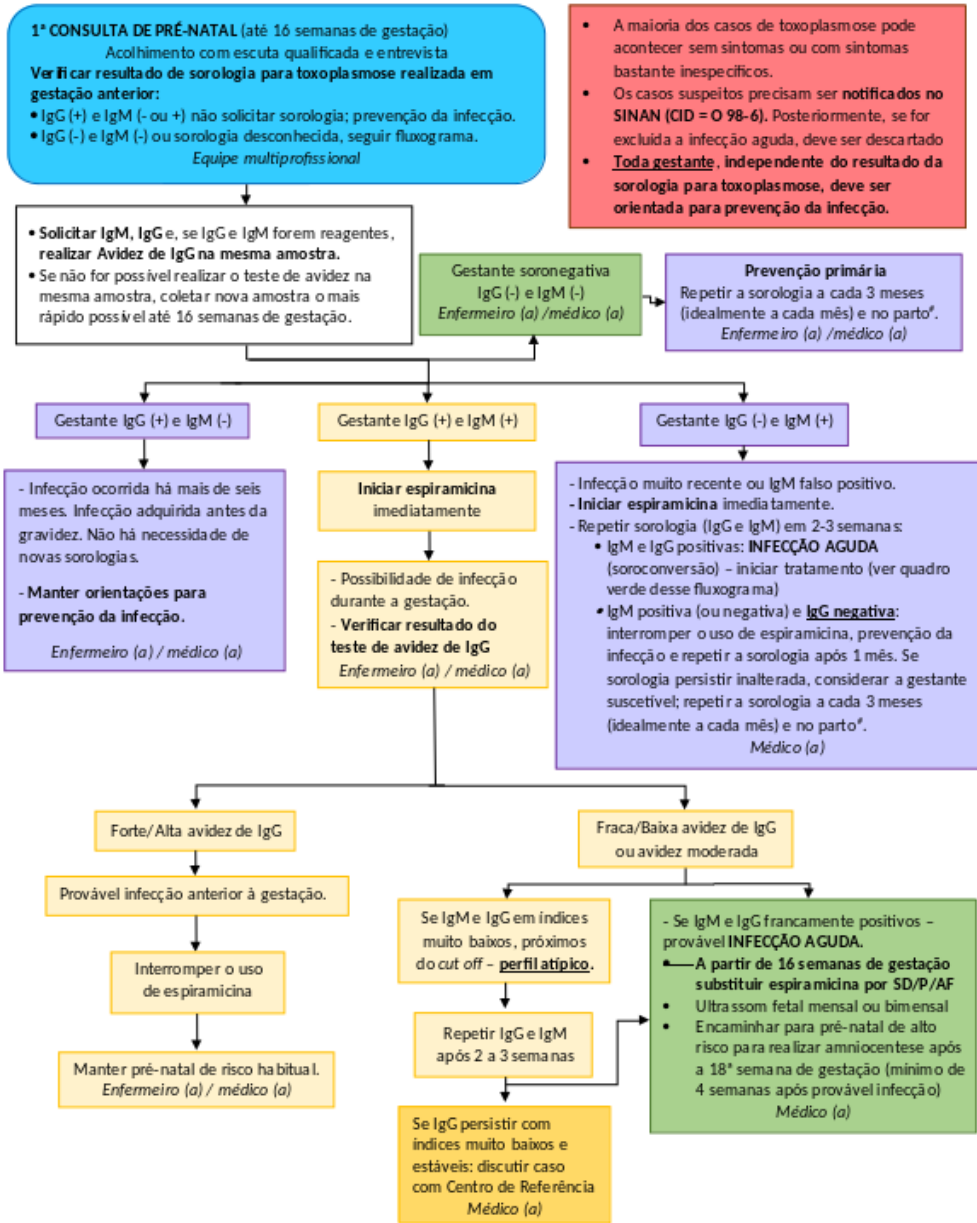 1ª CONSULTA DE PRÉ-NATAL (até 16 semanas de gestação)
Acolhimento com escuta qualificada e entrevista
Verificar resultado de sorologia para toxoplasmose realizada em
gestação anterior:
• IgG (+) e IgM (- ou +) não solicitar sorologia; prevenção da infecção.
• IgG (-) e IgM (-) ou sorologia desconhecida, seguir fluxograma.
Equipe multiprofissional
• A maioria dos casos de toxoplasmose pode
acontecer sem sintomas ou com sintomas
bastante inespecíficos.
• Os casos suspeitos precisam ser notificados no
SINAN (CID = O 98-6). Posteriormente, se for
excluída a infecção aguda, deve ser descartado
• Toda gestante, independente do resultado da
sorologia para toxoplasmose, deve ser
orientada para prevenção da infecção.
• Solicitar IgM, IgG e, se IgG e IgM forem reagentes,
realizar Avidez de IgG na mesma amostra.
• Se não for possível realizar o teste de avidez na
mesma amostra, coletar nova amostra o mais
rápido possível até 16 semanas de gestação.
Gestante soronegativa
IgG (-) e IgM (-)
Enfermeiro (a) /médico (a)
Prevenção primária
Repetir a sorologia a cada 3 meses
(idealmente a cada mês) e no parto#.
Enfermeiro (a) /médico (a)
Gestante IgG (+) e IgM (-)
Gestante IgG (+) e IgM (+)
Gestante IgG (-) e IgM (+)
- Infecção ocorrida há mais de seis
meses. Infecção adquirida antes da
gravidez. Não há necessidade de
novas sorologias.
- Manter orientações para
prevenção da infecção.
Enfermeiro (a) / médico (a)
Iniciar espiramicina
imediatamente
- Possibilidade de infecção
durante a gestação.
- Verificar resultado do
teste de avidez de IgG
Enfermeiro (a) / médico (a)
- Infecção muito recente ou IgM falso positivo.
- Iniciar espiramicina imediatamente.
- Repetir sorologia (IgG e IgM) em 2-3 semanas:
• IgM e IgG positivas: INFECÇÃO AGUDA
(soroconversão) – iniciar tratamento (ver quadro
verde desse fluxograma)
• IgM positiva (ou negativa) e IgG negativa:
interromper o uso de espiramicina, prevenção da
infecção e repetir a sorologia após 1 mês. Se
sorologia persistir inalterada, considerar a gestante
suscetível; repetir a sorologia a cada 3 meses
(idealmente a cada mês) e no parto#.
Médico (a)
Forte/Alta avidez de IgG
Fraca/Baixa avidez de IgG
ou avidez moderada
Provável infecção anterior à gestação.
Interromper o uso
de espiramicina
Manter pré-natal de risco habitual.
Enfermeiro (a) / médico (a)
Se IgM e IgG em índices
muito baixos, próximos
do cut off – perfil atípico.
Repetir IgG e IgM
após 2 a 3 semanas
Se IgG persistir com
índices muito baixos e
estáveis: discutir caso
com Centro de Referência
Médico (a)
- Se IgM e IgG francamente positivos –
provável INFECÇÃO AGUDA.
• A partir de 16 semanas de gestação
substituir espiramicina por SD/P/AF
• Ultrassom fetal mensal ou bimensal
• Encaminhar para pré-natal de alto
risco para realizar amniocentese após
a 18ª semana de gestação (mínimo de
4 semanas após provável infecção)
Médico (a)